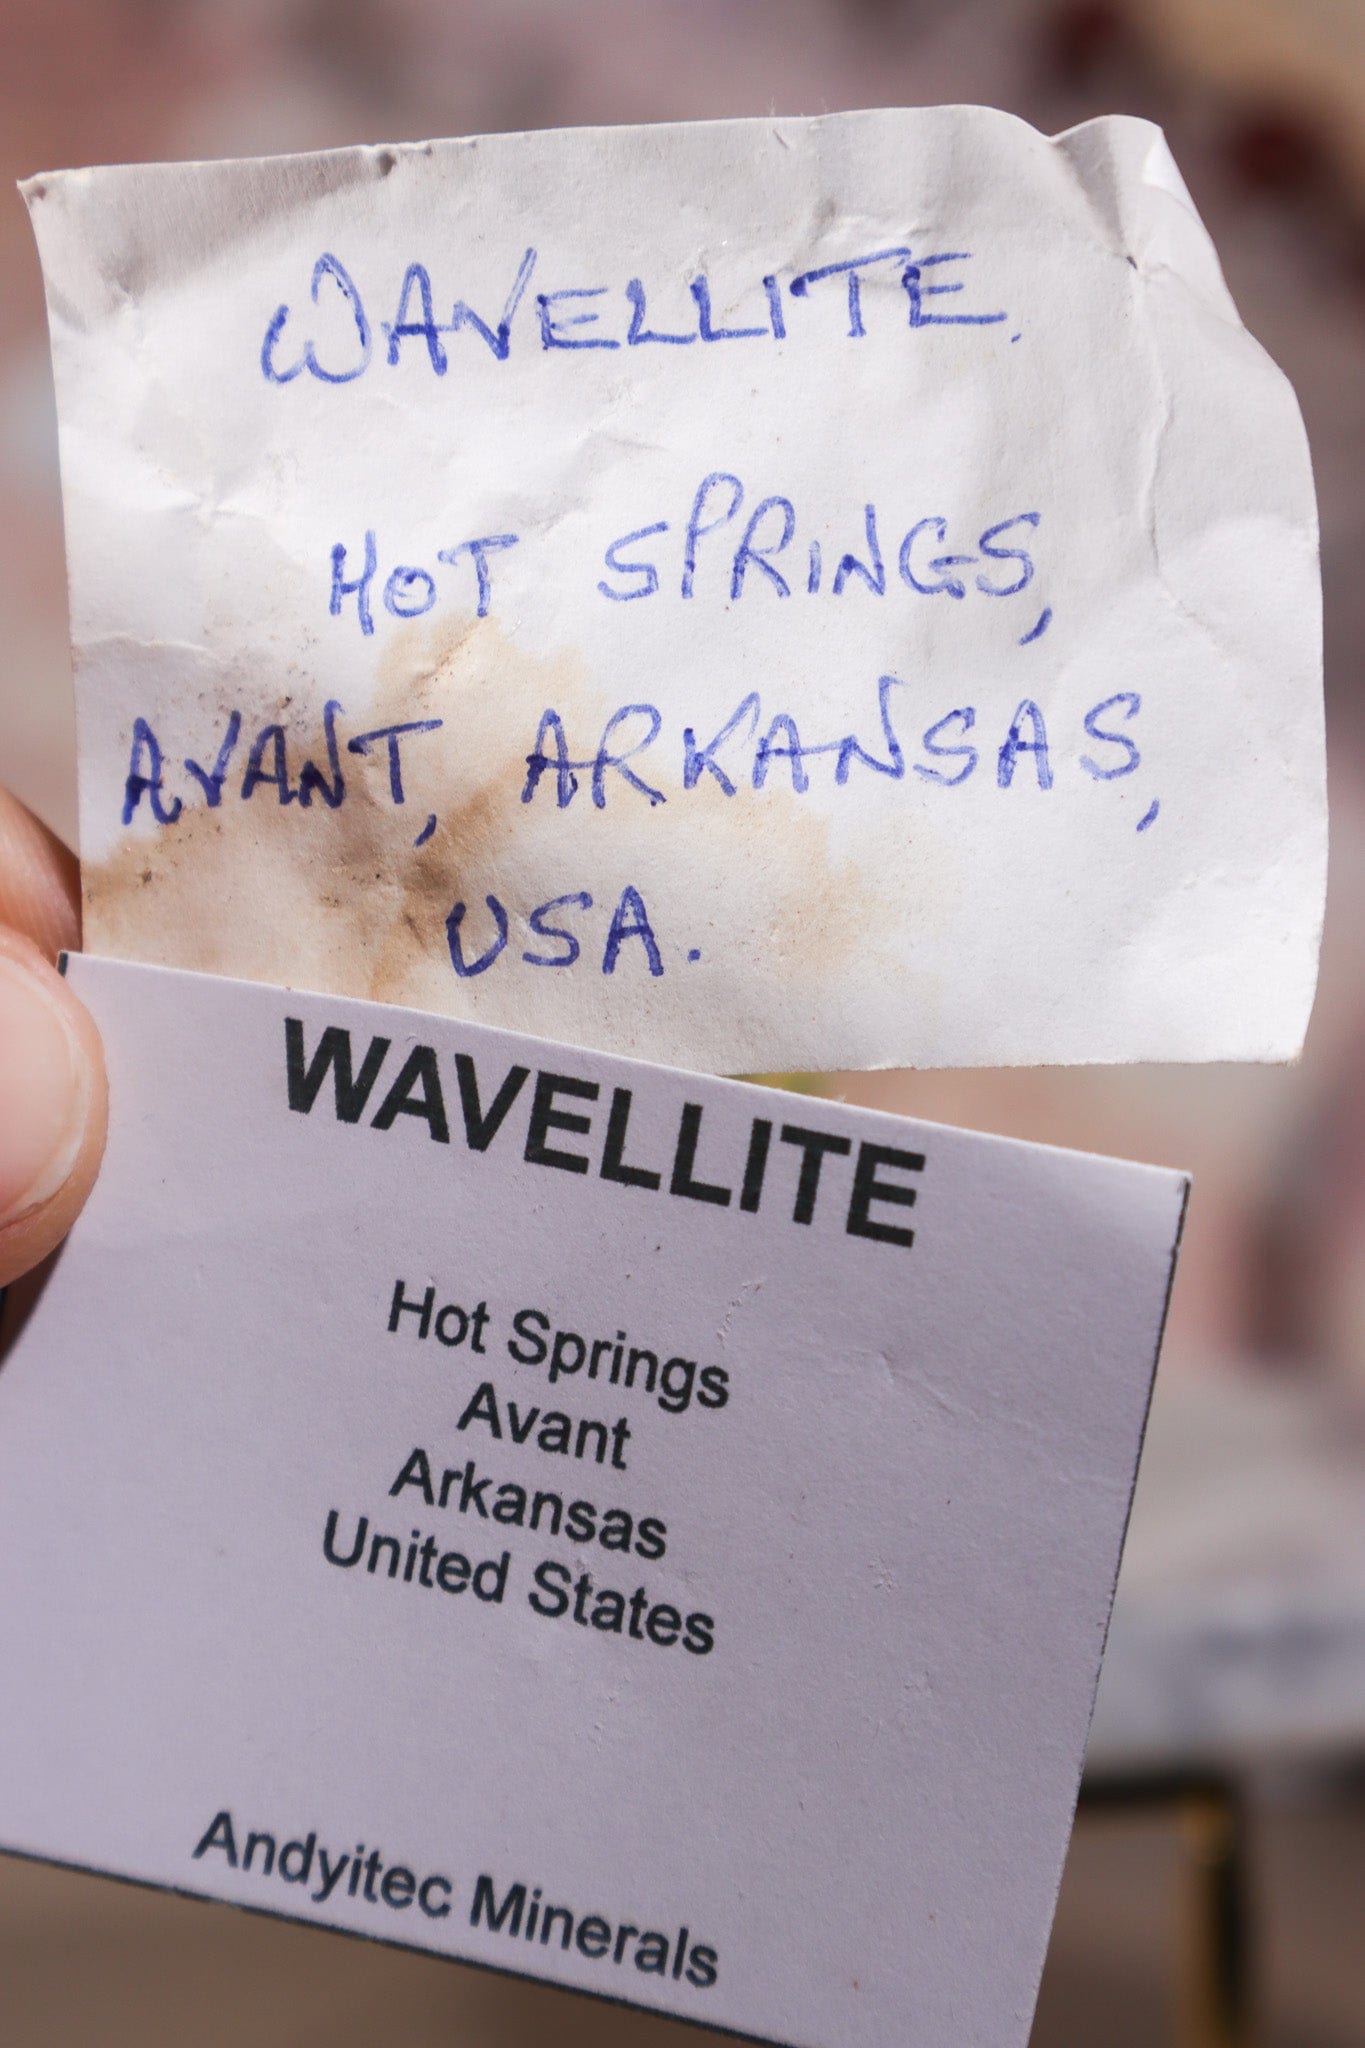 WAVELLITE.
HOT SPRINGS,
AVANT, ARKANSAS,
USA.
WAVELLITE
Hot Springs
Avant
Arkansas
United States
Andyitec Minerals